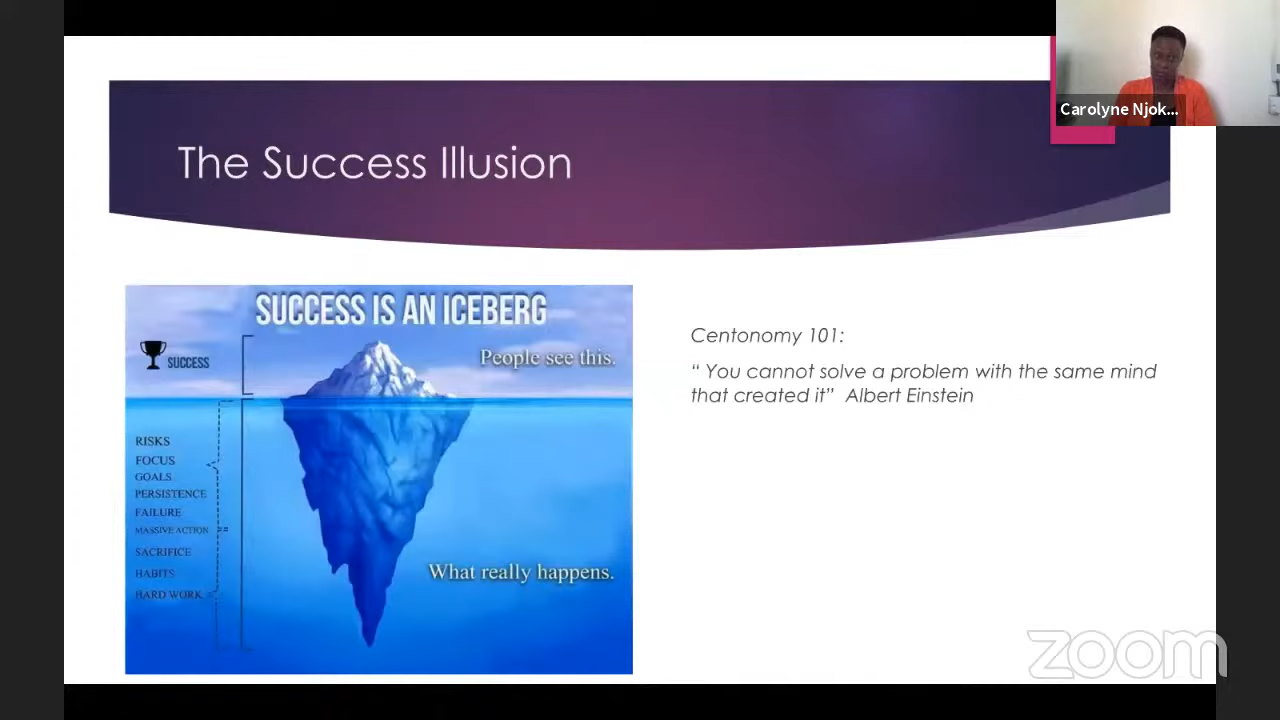 Carolyne Njok...
The Success Illusion
SUCCESS IS AN ICEBERG
SUCCESS
People see this.
RISKS
FOCUS
GOALS
PERSISTENCE
FAILURE
MASSIVE ACTION
SACRIFICE
HABITS
HARD WORK
What really happens.
Centonomy 101:
“ You cannot solve a problem with the same mind
that created it” Albert Einstein
zoom